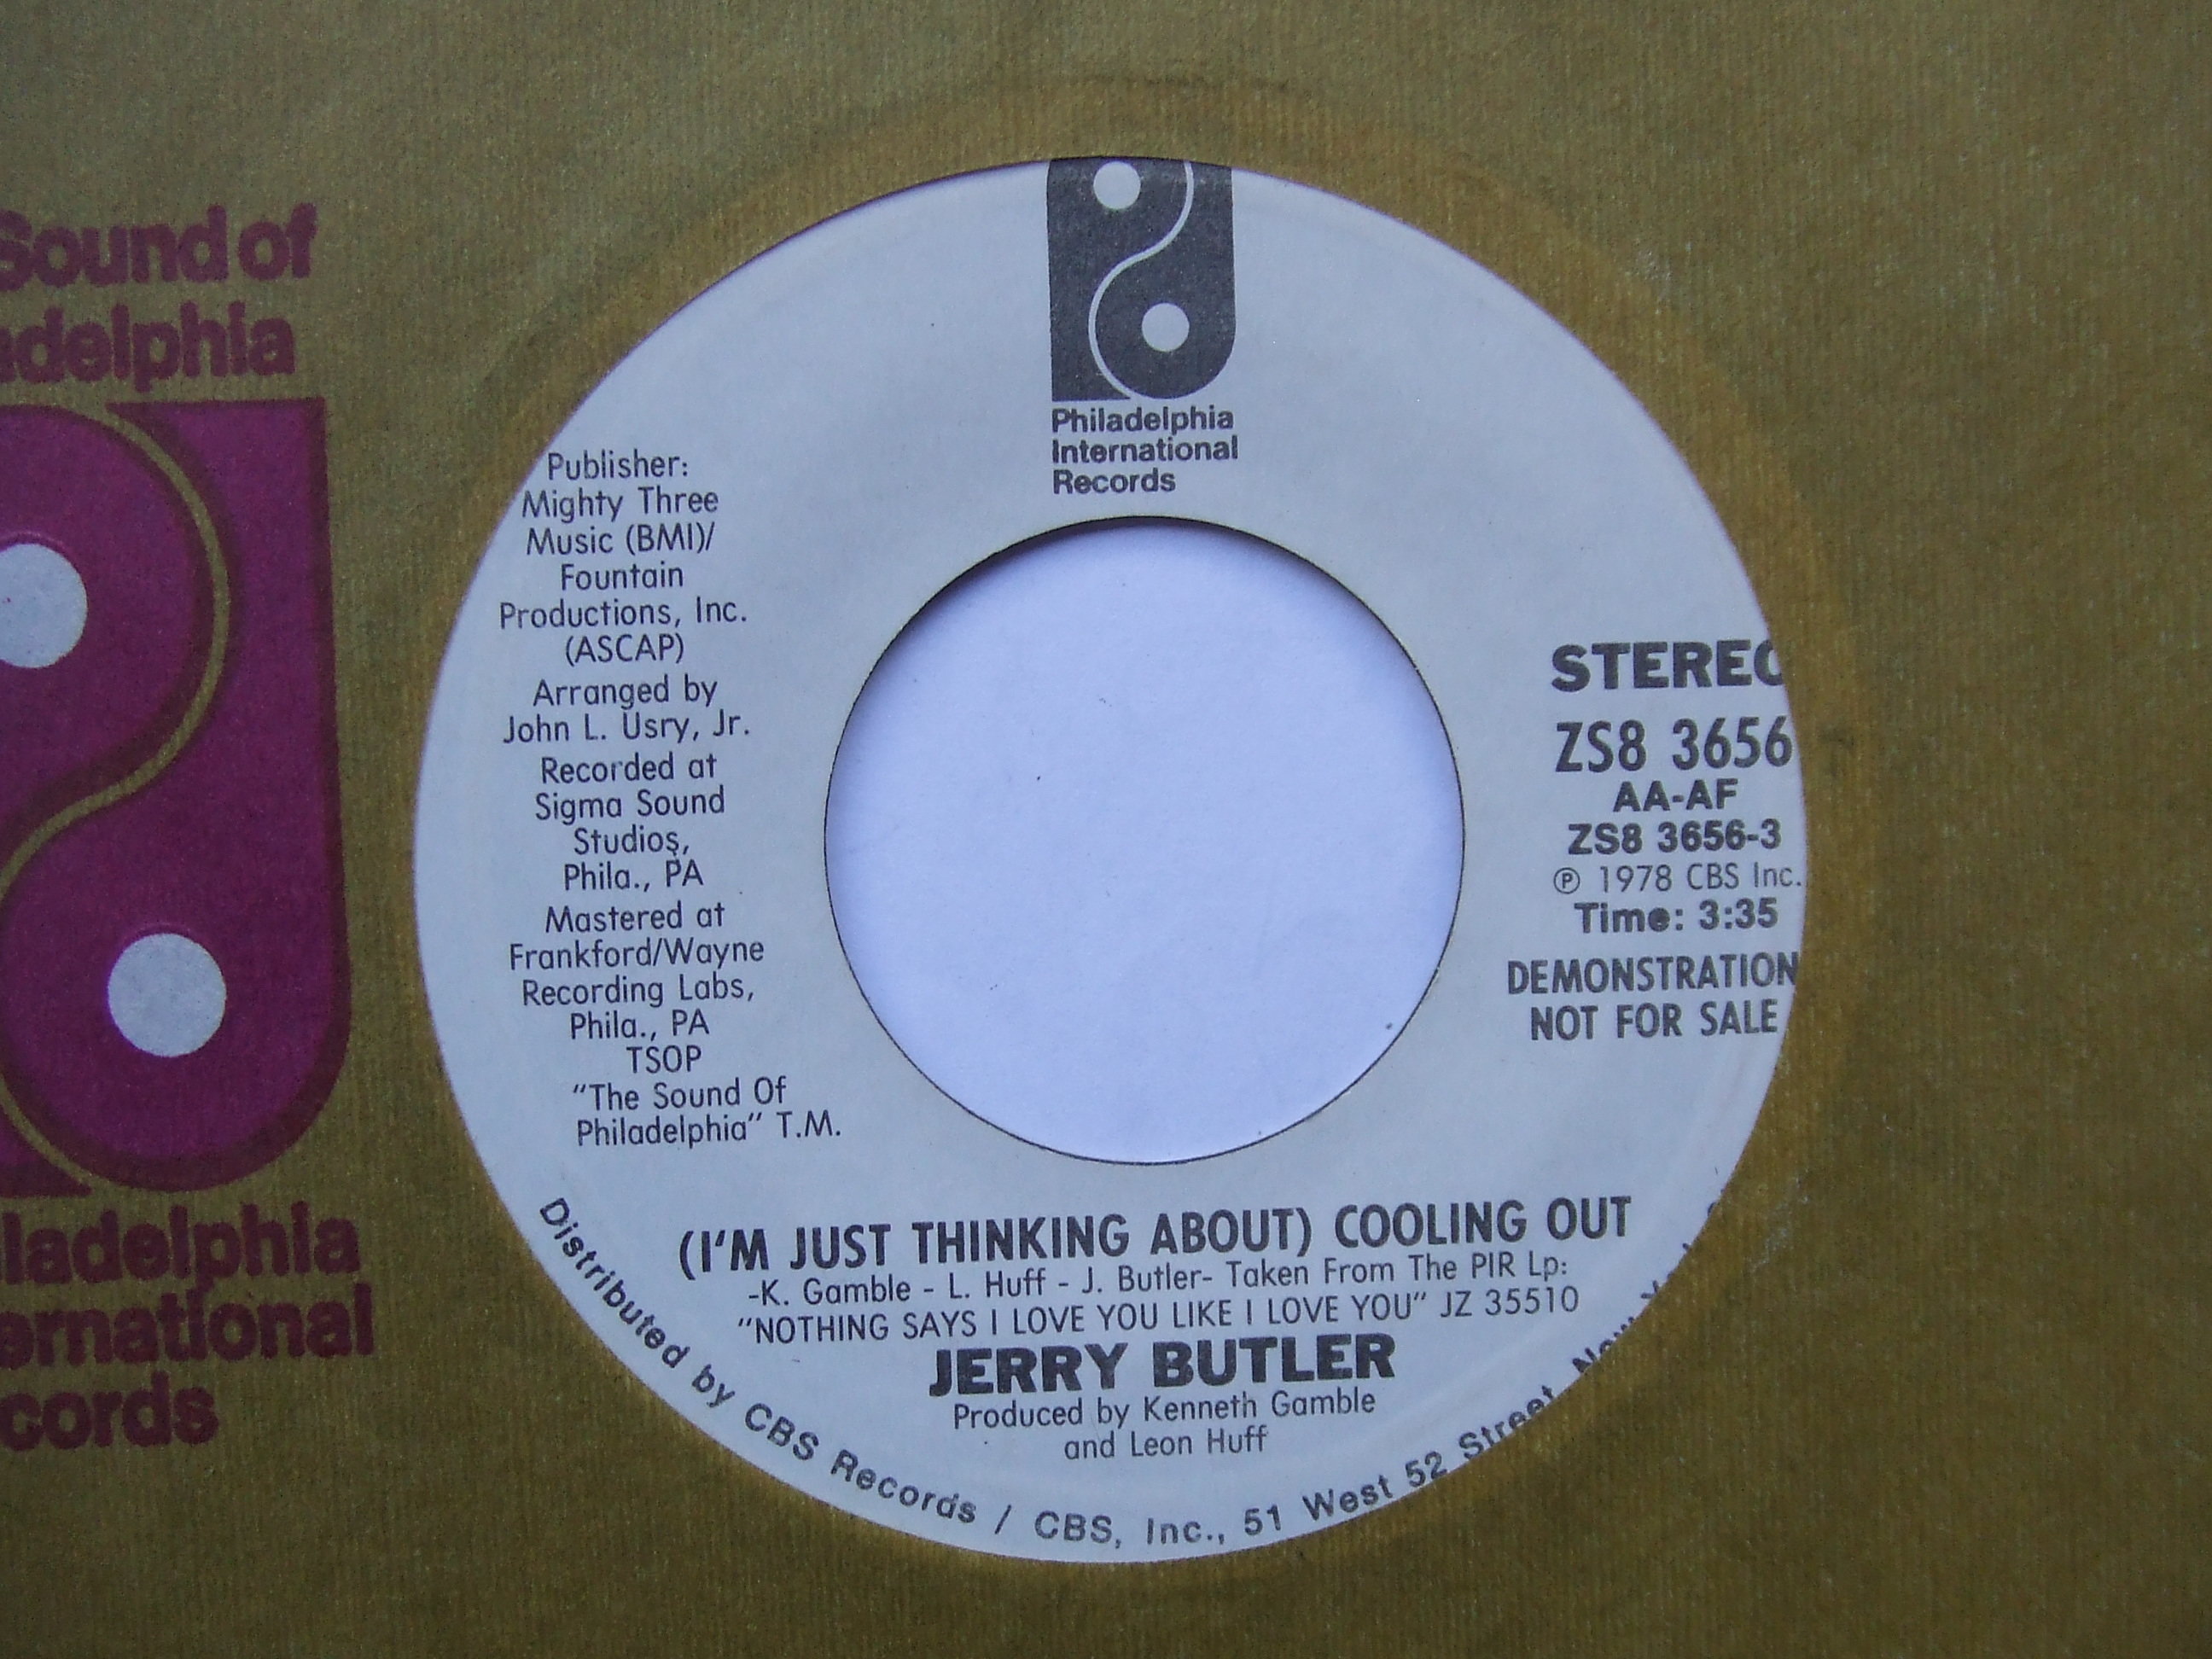 Sound of
adelphia
ladelphia
ernational
cords
Philadelphia
International
Records
Publisher:
Mighty Three
Music (BMI)/
Fountain
Productions, Inc.
(ASCAP)
Arranged by
John L. Usry, Jr.
Recorded at
Sigma Sound
Studios,
Phila., PA
Mastered at
Frankford/Wayne
Recording Labs,
Phila., PA
TSOP
"The Sound Of
Philadelphia" T.M.
STEREO
ZS8 3656
AA-AF
ZS8 3656-3
℗ 1978 CBS Inc.
Time: 3:35
DEMONSTRATION
NOT FOR SALE
(I'M JUST THINKING ABOUT) COOLING OUT
-K. Gamble - L. Huff - J. Butler- Taken From The PIR Lp:
"NOTHING SAYS I LOVE YOU LIKE I LOVE YOU" JZ 35510
JERRY BUTLER
Produced by Kenneth Gamble
and Leon Huff
Distributed by CBS Records / CBS, Inc., 51 West 52 Street, New